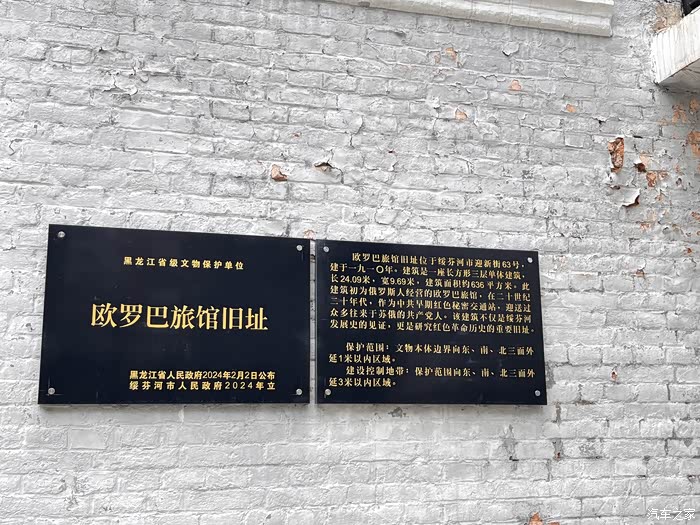 黑龙江省级文物保护单位
欧罗巴旅馆旧址
黑龙江省人民政府2024年2月2日公布
绥芬河市人民政府2024年立
欧罗巴旅馆旧址位于绥芬河市迎新街63号，
建于一九一〇年，建筑是一座长方形三层单体建筑，
长24.09米，宽9.69米，建筑面积约636平方米。此
建筑初为俄罗斯人经营的欧罗巴旅馆，在二十世纪
二十年代，作为中共早期红色秘密交通站，迎送过
众多往来于苏俄的共产党人。该建筑不仅是绥芬河
发展史的见证，更是研究红色革命历史的重要旧址。
保护范围：文物本体边界向东、南、北三面外
延1米以内区域。
建设控制地带：保护范围向东、南、北三面外
延3米以内区域。
汽车之家